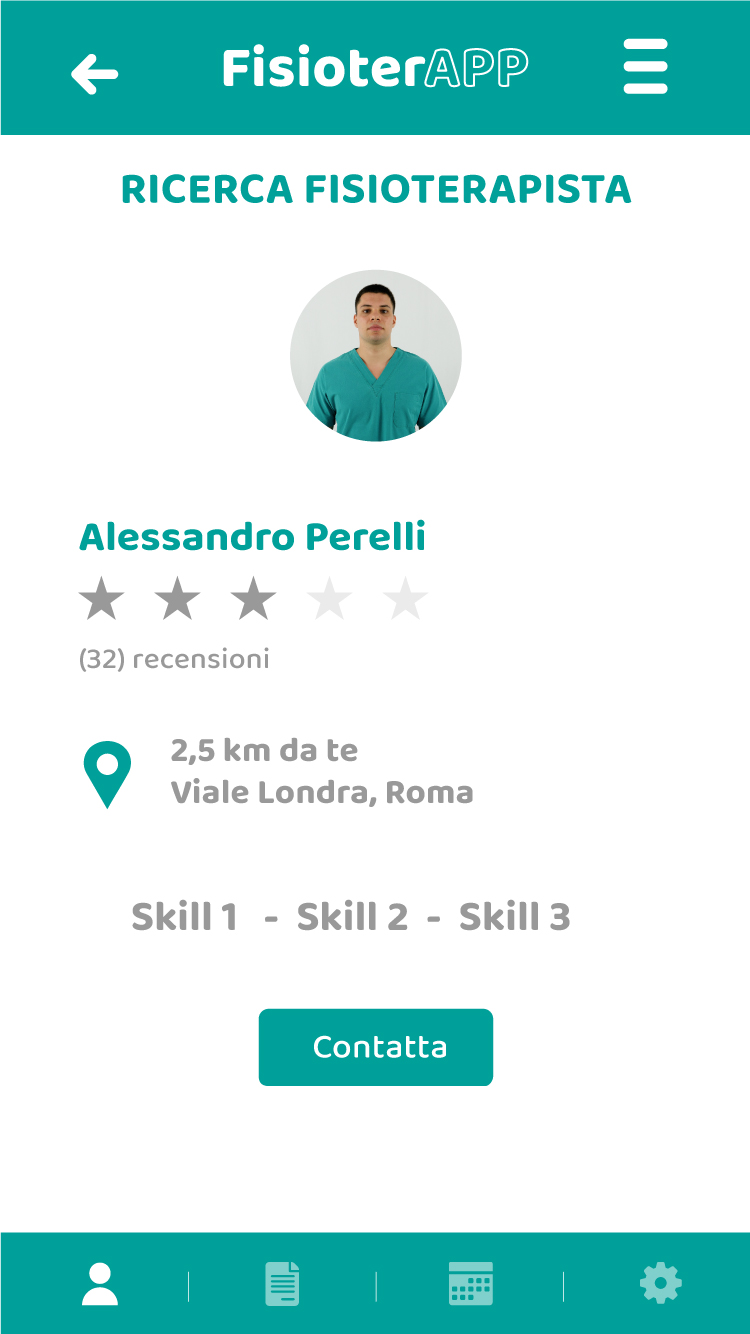 FisioterAPP
RICERCA FISIOTERAPISTA
Alessandro Perelli
(32) recensioni
2,5 km da te
Viale Londra, Roma
Skill 1 - Skill 2 - Skill 3
Contatta